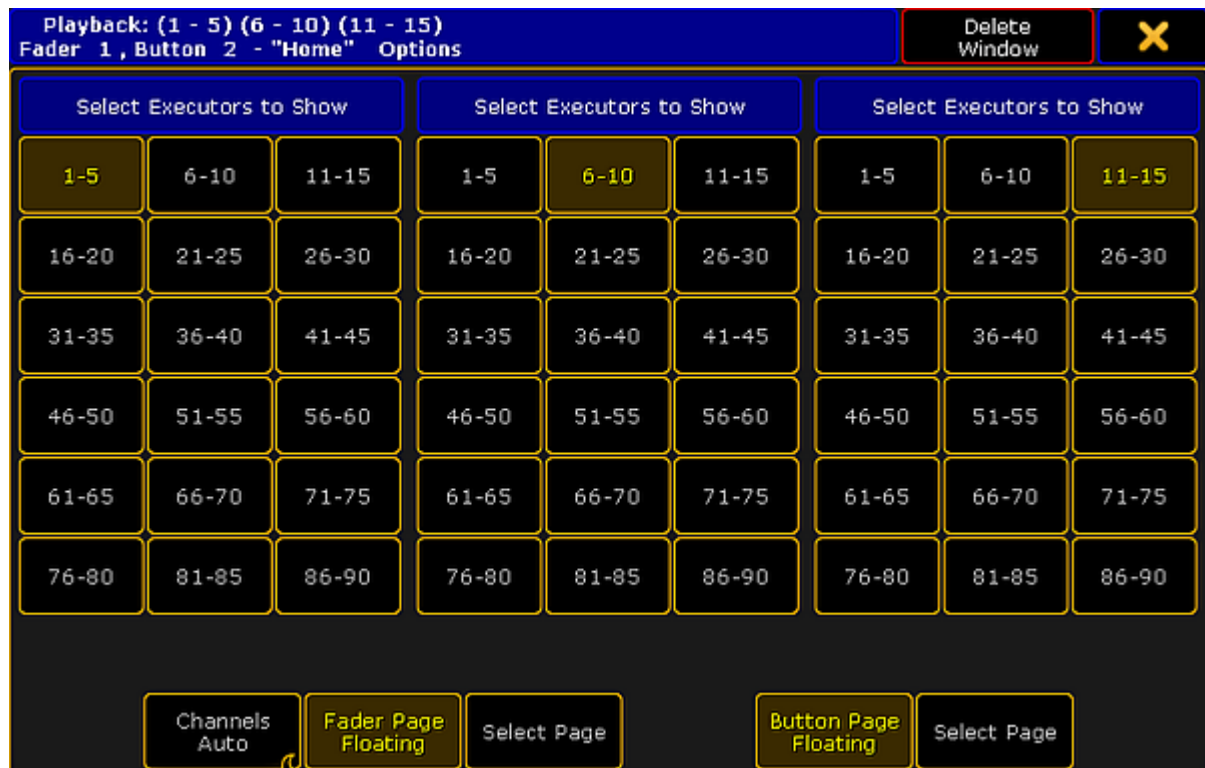 Playback: (1 - 5) (6 - 10) (11 - 15)
Fader 1 , Button 2 - "Home" Options
Delete
Window
Select Executors to Show
Select Executors to Show
Select Executors to Show
1-5 6-10 11-15 1-5 6-10 11-15 1-5 6-10 11-15
16-20 21-25 26-30 16-20 21-25 26-30 16-20 21-25 26-30
31-35 36-40 41-45 31-35 36-40 41-45 31-35 36-40 41-45
46-50 51-55 56-60 46-50 51-55 56-60 46-50 51-55 56-60
61-65 66-70 71-75 61-65 66-70 71-75 61-65 66-70 71-75
76-80 81-85 86-90 76-80 81-85 86-90 76-80 81-85 86-90
Channels
Auto
Fader Page
Floating
Select Page
Button Page
Floating
Select Page